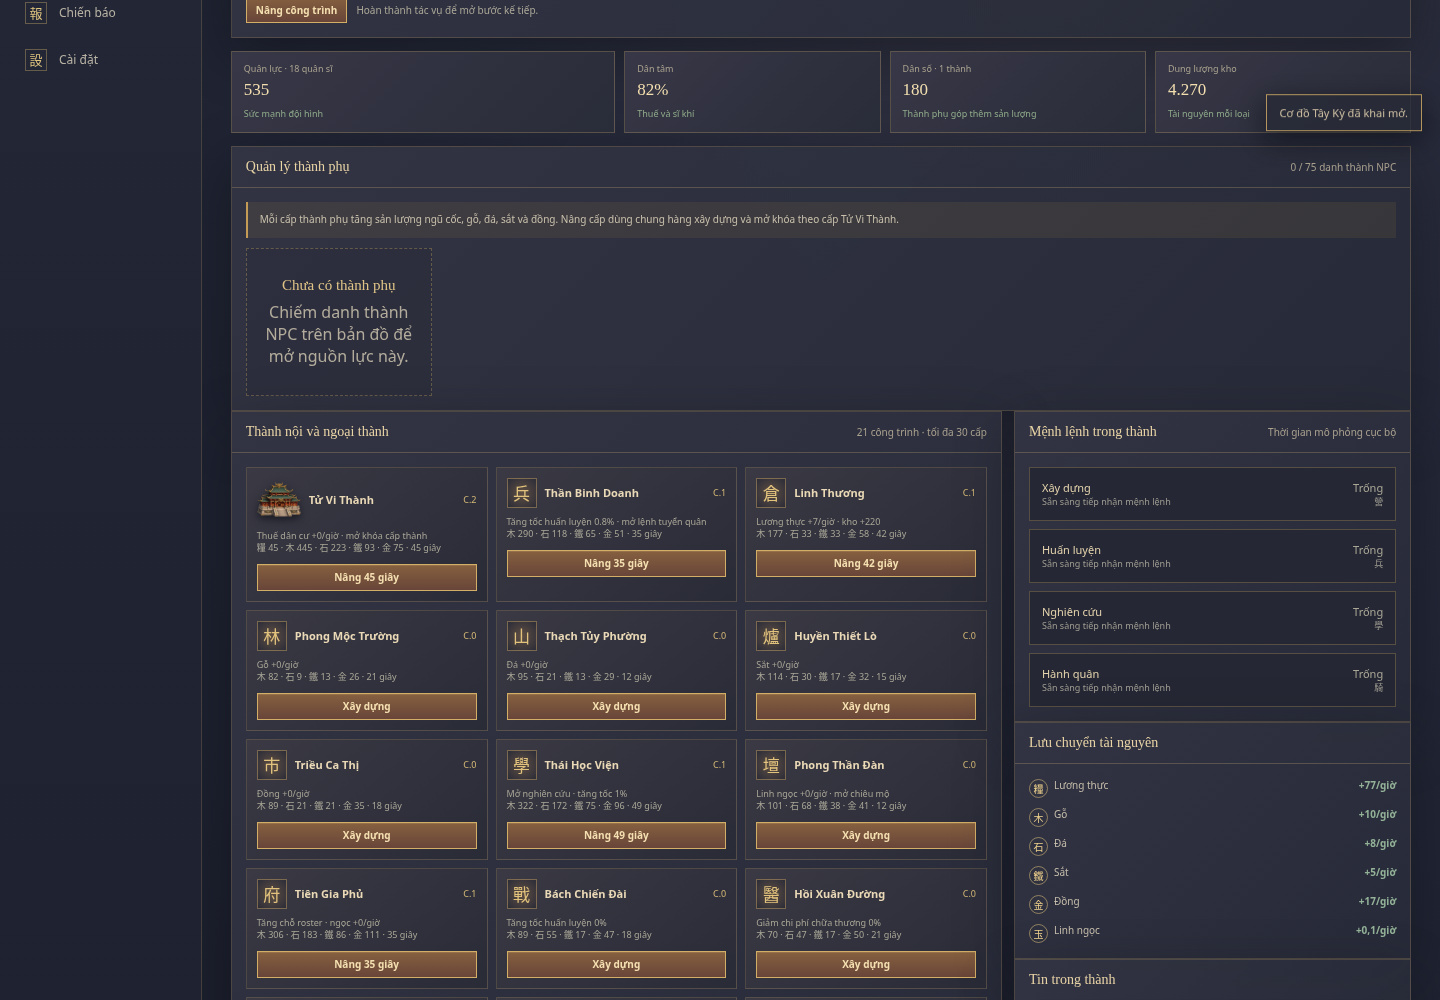 報 Chiến báo
設 Cài đặt
Nâng công trình
Hoàn thành tác vụ để mở bước kế tiếp.
Quân lực · 18 quân sĩ
535
Sức mạnh đội hình
Dân tâm
82%
Thuế và sĩ khí
Dân số · 1 thành
180
Thành phụ góp thêm sản lượng
Dung lượng kho
4.270
Tài nguyên mỗi loại
Cơ đồ Tây Kỳ đã khai mở.
Quản lý thành phụ
0 / 75 danh thành NPC
Mỗi cấp thành phụ tăng sản lượng ngũ cốc, gỗ, đá, sắt và đồng. Nâng cấp dùng chung hàng xây dựng và mở khóa theo cấp Tử Vi Thành.
Chưa có thành phụ
Chiếm danh thành
NPC trên bản đồ để
mở nguồn lực này.
Thành nội và ngoại thành
21 công trình · tối đa 30 cấp
Tử Vi Thành C.2
Thuế dân cư +0/giờ · mở khóa cấp thành
糧 45 · 木 445 · 石 223 · 鐵 93 · 金 75 · 45 giây
Nâng 45 giây
兵 Thần Binh Doanh C.1
Tăng tốc huấn luyện 0.8% · mở lệnh tuyển quân
木 290 · 石 118 · 鐵 65 · 金 51 · 35 giây
Nâng 35 giây
倉 Linh Thương C.1
Lương thực +7/giờ · kho +220
木 177 · 石 33 · 鐵 33 · 金 58 · 42 giây
Nâng 42 giây
林 Phong Mộc Trường C.0
Gỗ +0/giờ
木 82 · 石 9 · 鐵 13 · 金 26 · 21 giây
Xây dựng
山 Thạch Tủy Phường C.0
Đá +0/giờ
木 95 · 石 21 · 鐵 13 · 金 29 · 12 giây
Xây dựng
爐 Huyền Thiết Lò C.0
Sắt +0/giờ
木 114 · 石 30 · 鐵 17 · 金 32 · 15 giây
Xây dựng
市 Triều Ca Thị C.0
Đồng +0/giờ
木 89 · 石 21 · 鐵 21 · 金 35 · 18 giây
Xây dựng
學 Thái Học Viện C.1
Mở nghiên cứu · tăng tốc 1%
木 322 · 石 172 · 鐵 75 · 金 96 · 49 giây
Nâng 49 giây
壇 Phong Thần Đàn C.0
Linh ngọc +0/giờ · mở chiêu mộ
木 101 · 石 68 · 鐵 38 · 金 41 · 12 giây
Xây dựng
府 Tiên Gia Phủ C.1
Tăng chỗ roster · ngọc +0/giờ
木 306 · 石 183 · 鐵 86 · 金 111 · 35 giây
Nâng 35 giây
戰 Bách Chiến Đài C.0
Tăng tốc huấn luyện 0%
木 89 · 石 55 · 鐵 17 · 金 47 · 18 giây
Xây dựng
醫 Hồi Xuân Đường C.0
Giảm chi phí chữa thương 0%
木 70 · 石 47 · 鐵 17 · 金 50 · 21 giây
Xây dựng
Mệnh lệnh trong thành
Thời gian mô phỏng cục bộ
Xây dựng Trống
Sẵn sàng tiếp nhận mệnh lệnh 營
Huấn luyện Trống
Sẵn sàng tiếp nhận mệnh lệnh 兵
Nghiên cứu Trống
Sẵn sàng tiếp nhận mệnh lệnh 學
Hành quân Trống
Sẵn sàng tiếp nhận mệnh lệnh
Lưu chuyển tài nguyên
糧 Lương thực +77/giờ
木 Gỗ +10/giờ
石 Đá +8/giờ
鐵 Sắt +5/giờ
金 Đồng +17/giờ
玉 Linh ngọc +0,1/giờ
Tin trong thành